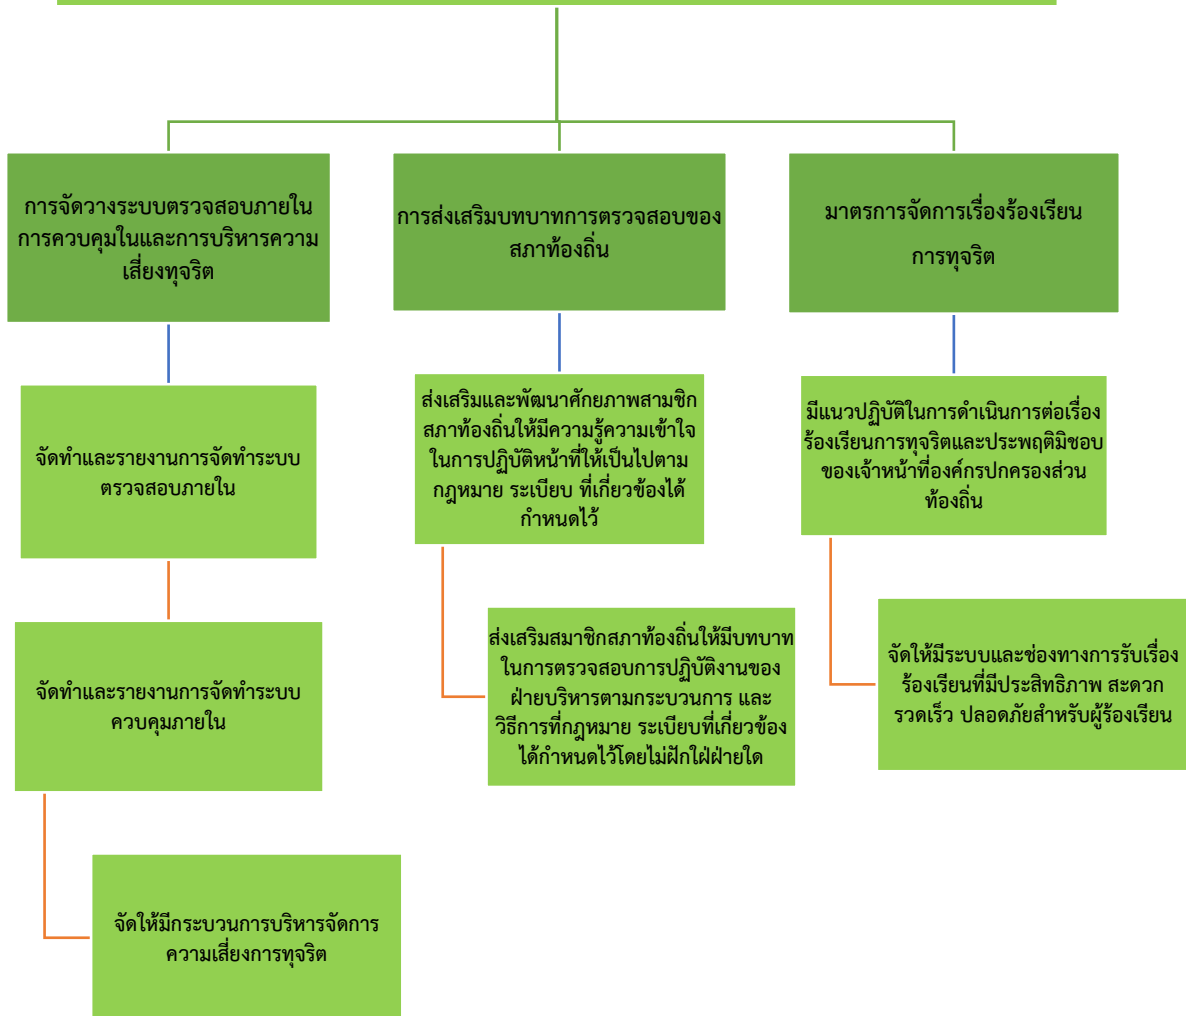 การจัดวางระบบตรวจสอบภายใน
การควบคุมในและการบริหารความ
เสี่ยงทุจริต
การส่งเสริมบทบาทการตรวจสอบของ
สภาท้องถิ่น
มาตรการจัดการเรื่องร้องเรียน
การทุจริต
จัดทำและรายงานการจัดทำระบบ
ตรวจสอบภายใน
ส่งเสริมและพัฒนาศักยภาพสามชิก
สภาท้องถิ่นให้มีความรู้ความเข้าใจ
ในการปฏิบัติหน้าที่ให้เป็นไปตาม
กฎหมาย ระเบียบ ที่เกี่ยวข้องได้
กำหนดไว้
มีแนวปฏิบัติในการดำเนินการต่อเรื่อง
ร้องเรียนการทุจริตและประพฤติมิชอบ
ของเจ้าหน้าที่องค์กรปกครองส่วน
ท้องถิ่น
จัดทำและรายงานการจัดทำระบบ
ควบคุมภายใน
ส่งเสริมสมาชิกสภาท้องถิ่นให้มีบทบาท
ในการตรวจสอบการปฏิบัติงานของ
ฝ่ายบริหารตามกระบวนการ และ
วิธีการที่กฎหมาย ระเบียบที่เกี่ยวข้อง
ได้กำหนดไว้โดยไม่ฝักใฝ่ฝ่ายใด
จัดให้มีระบบและช่องทางการรับเรื่อง
ร้องเรียนที่มีประสิทธิภาพ สะดวก
รวดเร็ว ปลอดภัยสำหรับผู้ร้องเรียน
จัดให้มีกระบวนการบริหารจัดการ
ความเสี่ยงการทุจริต